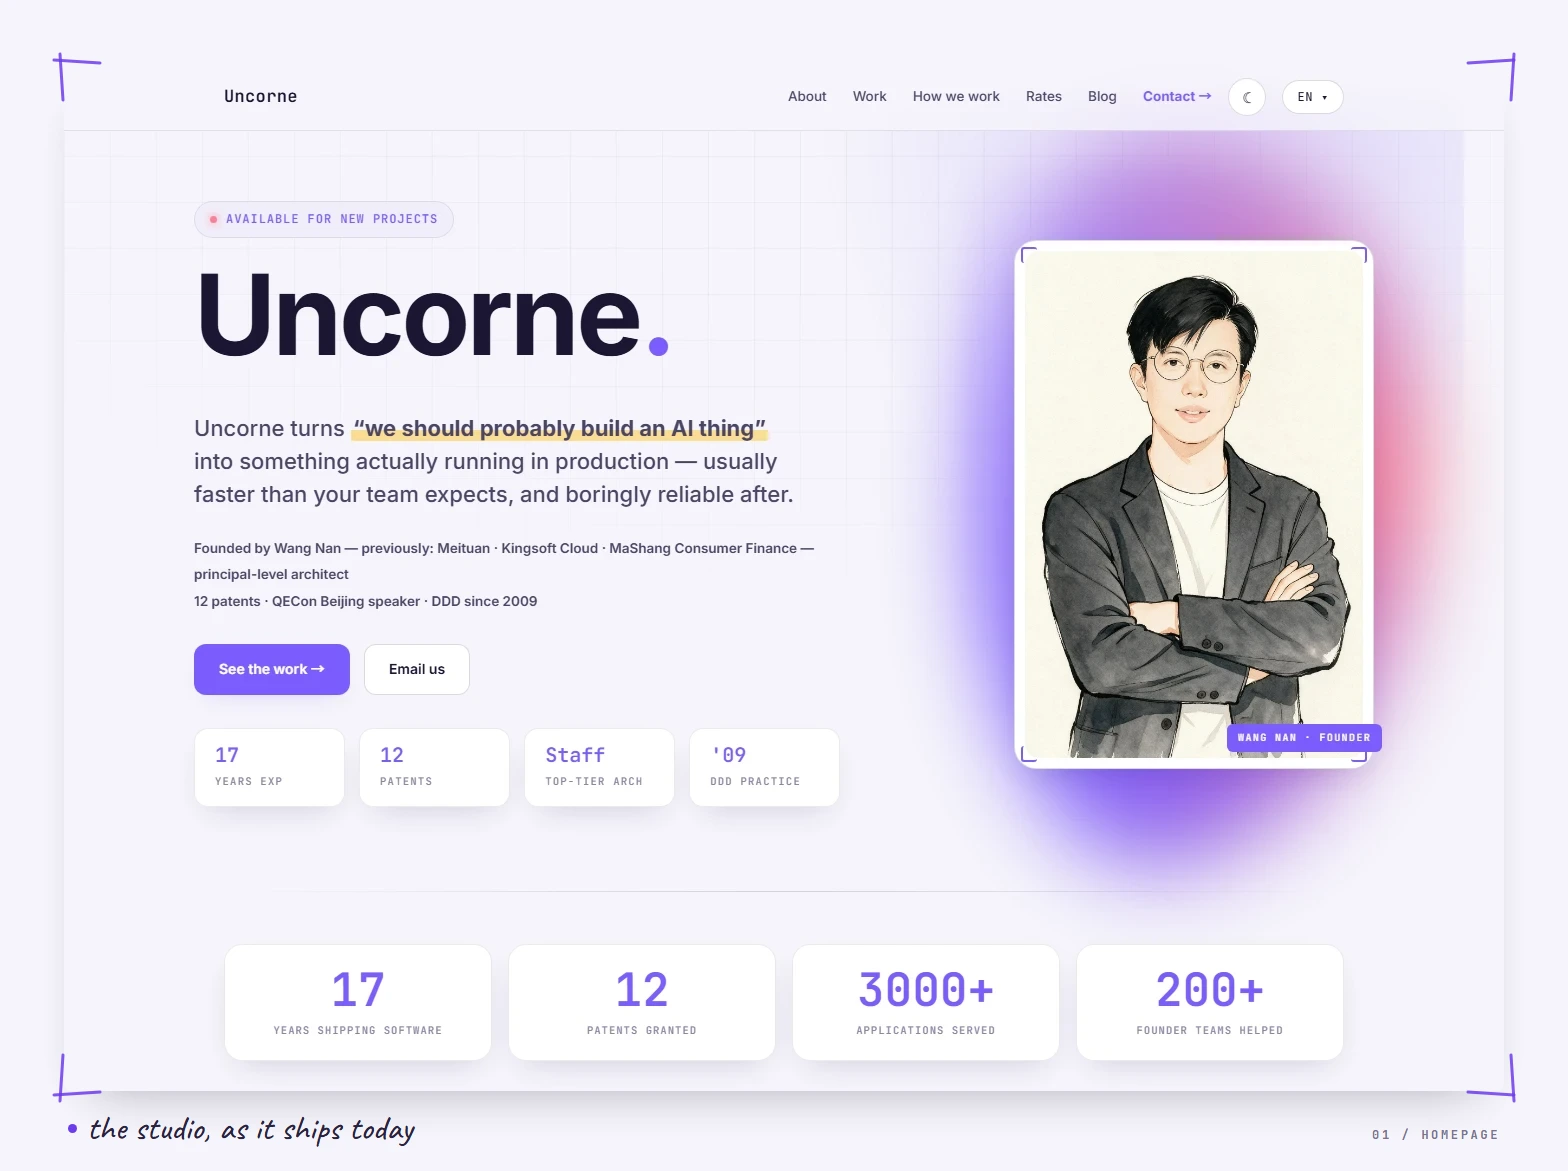 Uncorne
About Work How we work Rates Blog Contact → ☾ EN ▾
AVAILABLE FOR NEW PROJECTS
Uncorne.
Uncorne turns “we should probably build an AI thing”
into something actually running in production — usually
faster than your team expects, and boringly reliable after.
Founded by Wang Nan — previously: Meituan · Kingsoft Cloud · MaShang Consumer Finance —
principal-level architect
12 patents · QECon Beijing speaker · DDD since 2009
See the work →
Email us
17
YEARS EXP
12
PATENTS
Staff
TOP-TIER ARCH
'09
DDD PRACTICE
WANG NAN · FOUNDER
17
YEARS SHIPPING SOFTWARE
12
PATENTS GRANTED
3000+
APPLICATIONS SERVED
200+
FOUNDER TEAMS HELPED
the studio, as it ships today
01 / HOMEPAGE